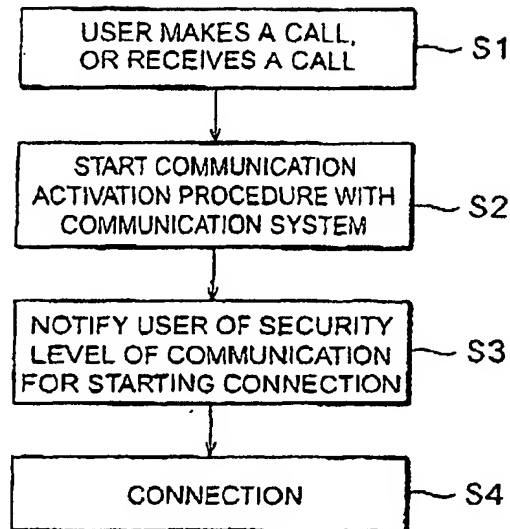 USER MAKES A CALL,
OR RECEIVES A CALL
S1
START COMMUNICATION
ACTIVATION PROCEDURE WITH
COMMUNICATION SYSTEM
S2
NOTIFY USER OF SECURITY
LEVEL OF COMMUNICATION
FOR STARTING CONNECTION
S3
CONNECTION
S4